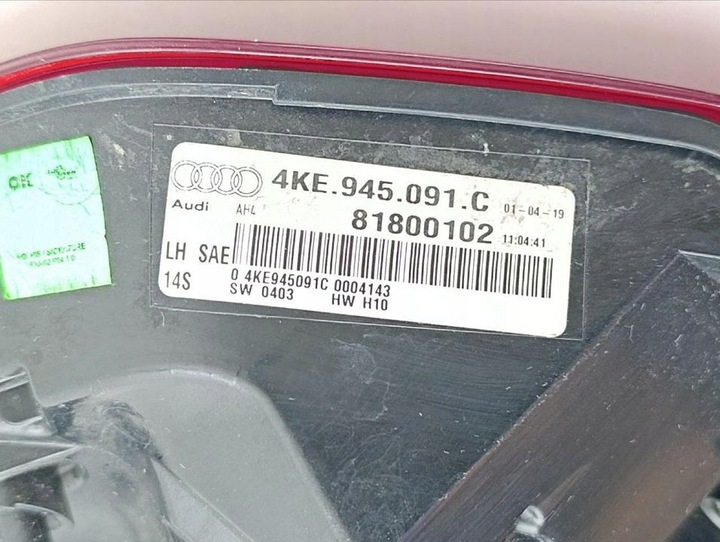 4KE.945.091.C 01-04-19
Audi 81800102 11:04:41
LH SAE
0 4KE945091C 0004143
14S SW 0403 HW H10
OK